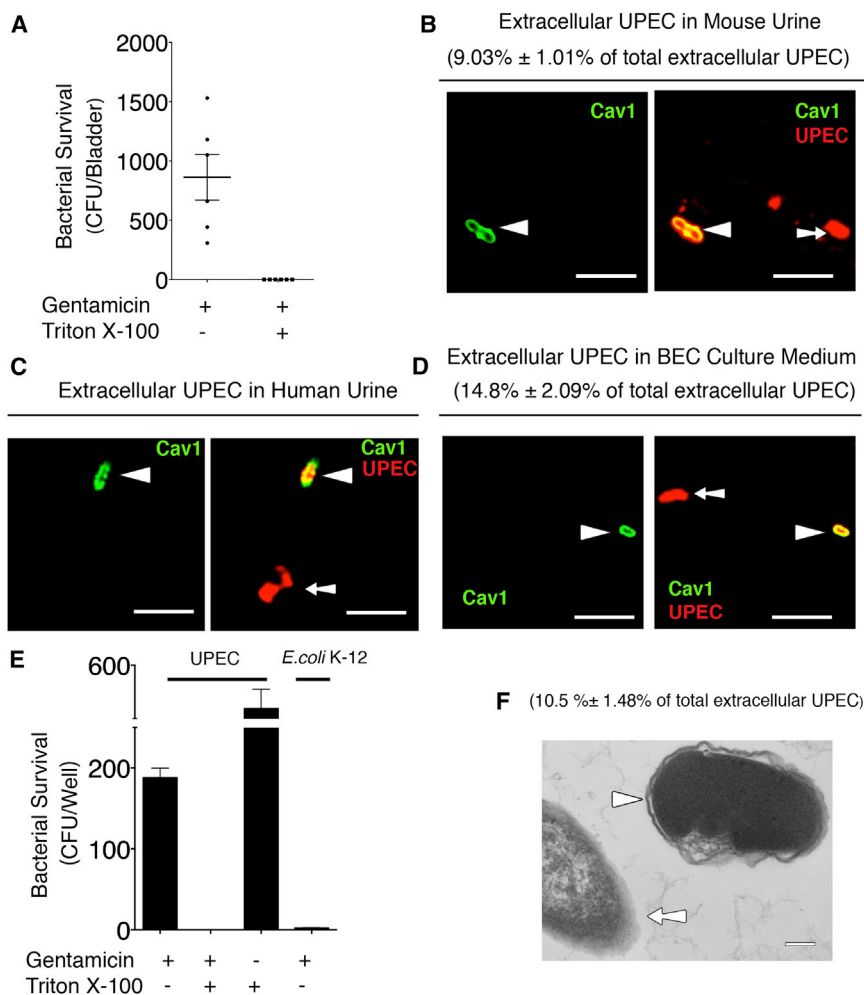 A
2000
1500
1000
500
0
Bacterial Survival
(CFU/Bladder)
Gentamicin + +
Triton X-100 - +
B
Extracellular UPEC in Mouse Urine
(9.03% ± 1.01% of total extracellular UPEC)
Cav1
Cav1
UPEC
C
Extracellular UPEC in Human Urine
Cav1
Cav1
UPEC
D
Extracellular UPEC in BEC Culture Medium
(14.8% ± 2.09% of total extracellular UPEC)
Cav1
Cav1
UPEC
E
UPEC E.coli K-12
600
200
100
0
Bacterial Survival
(CFU/Well)
Gentamicin + + - +
Triton X-100 - + + -
F (10.5 %± 1.48% of total extracellular UPEC)